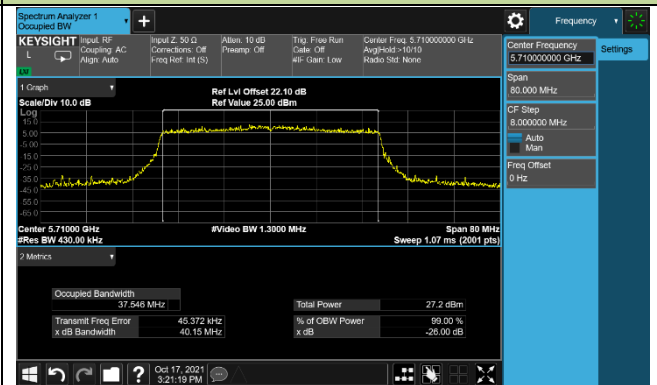 Spectrum Analyzer 1
Occupied BW
Frequency
KEYSIGHT
L
Input: RF
Coupling: AC
Align: Auto
Input Z: 50 Ω
Corrections: Off
Freq Ref: Int (S)
Atten: 10 dB
Preamp: Off
Trig: Free Run
Gate: Off
#IF Gain: Low
Center Freq: 5.710000000 GHz
Avg|Hold:>10/10
Radio Std: None
Center Frequency
5.710000000 GHz
Settings
Span
80.000 MHz
CF Step
8.000000 MHz
Auto
Man
Freq Offset
0 Hz
1 Graph
Scale/Div 10.0 dB
Ref Lvl Offset 22.10 dB
Ref Value 25.00 dBm
Log
15.0
5.00
-5.00
-15.0
-25.0
-35.0
-45.0
-55.0
-65.0
Center 5.71000 GHz
#Video BW 1.3000 MHz
Span 80 MHz
#Res BW 430.00 kHz
Sweep 1.07 ms (2001 pts)
2 Metrics
Occupied Bandwidth
37.546 MHz
Total Power 27.2 dBm
Transmit Freq Error 45.372 kHz
% of OBW Power 99.00 %
x dB Bandwidth 40.15 MHz
x dB -26.00 dB
Oct 17, 2021
3:21:19 PM